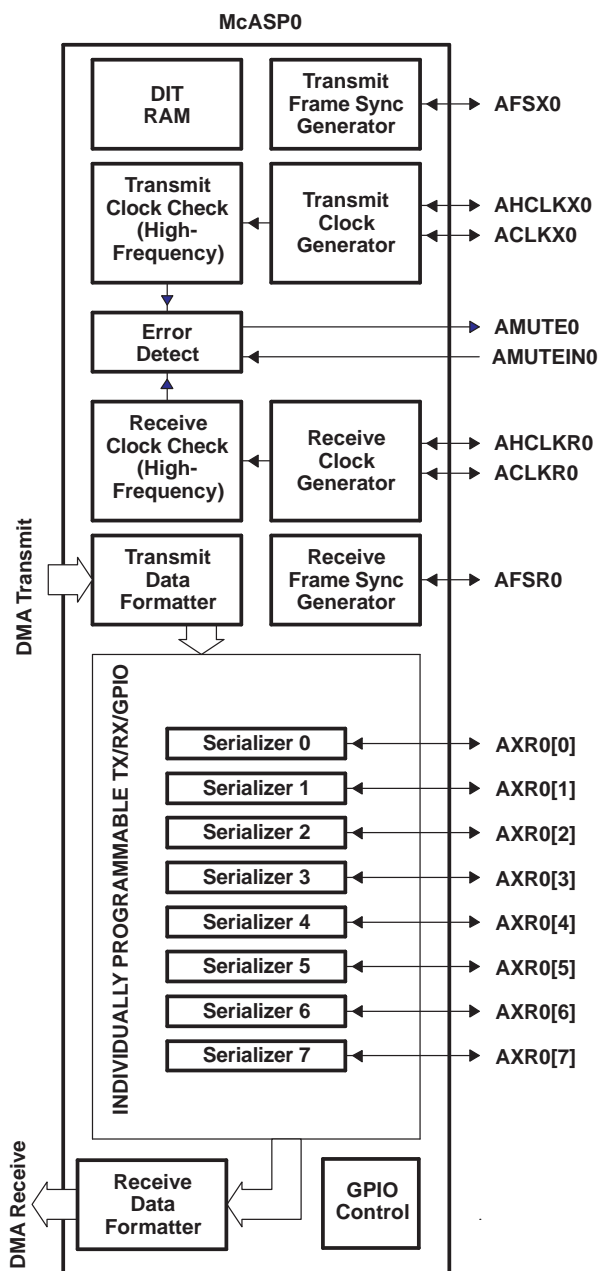 McASP0
DIT
RAM
Transmit
Frame Sync
Generator
AFSX0
Transmit
Clock Check
(High-
Frequency)
Transmit
Clock
Generator
AHCLKX0
ACLKX0
Error
Detect
AMUTE0
AMUTEIN0
Receive
Clock Check
(High-
Frequency)
Receive
Clock
Generator
AHCLKR0
ACLKR0
DMA Transmit
Transmit
Data
Formatter
Receive
Frame Sync
Generator
AFSR0
INDIVIDUALLY PROGRAMMABLE TX/RX/GPIO
Serializer 0
AXR0[0]
Serializer 1
AXR0[1]
Serializer 2
AXR0[2]
Serializer 3
AXR0[3]
Serializer 4
AXR0[4]
Serializer 5
AXR0[5]
Serializer 6
AXR0[6]
Serializer 7
AXR0[7]
DMA Receive
Receive
Data
Formatter
GPIO
Control